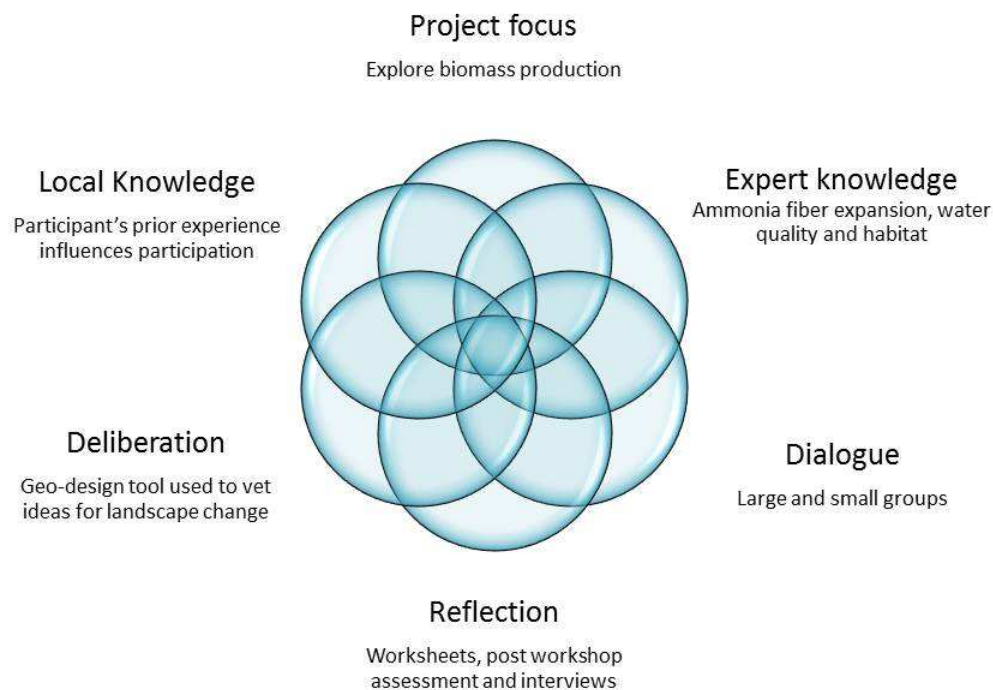 Project focus
Explore biomass production
Local Knowledge
Participant's prior experience
influences participation
Expert knowledge
Ammonia fiber expansion, water
quality and habitat
Deliberation
Geo-design tool used to vet
ideas for landscape change
Dialogue
Large and small groups
Reflection
Worksheets, post workshop
assessment and interviews